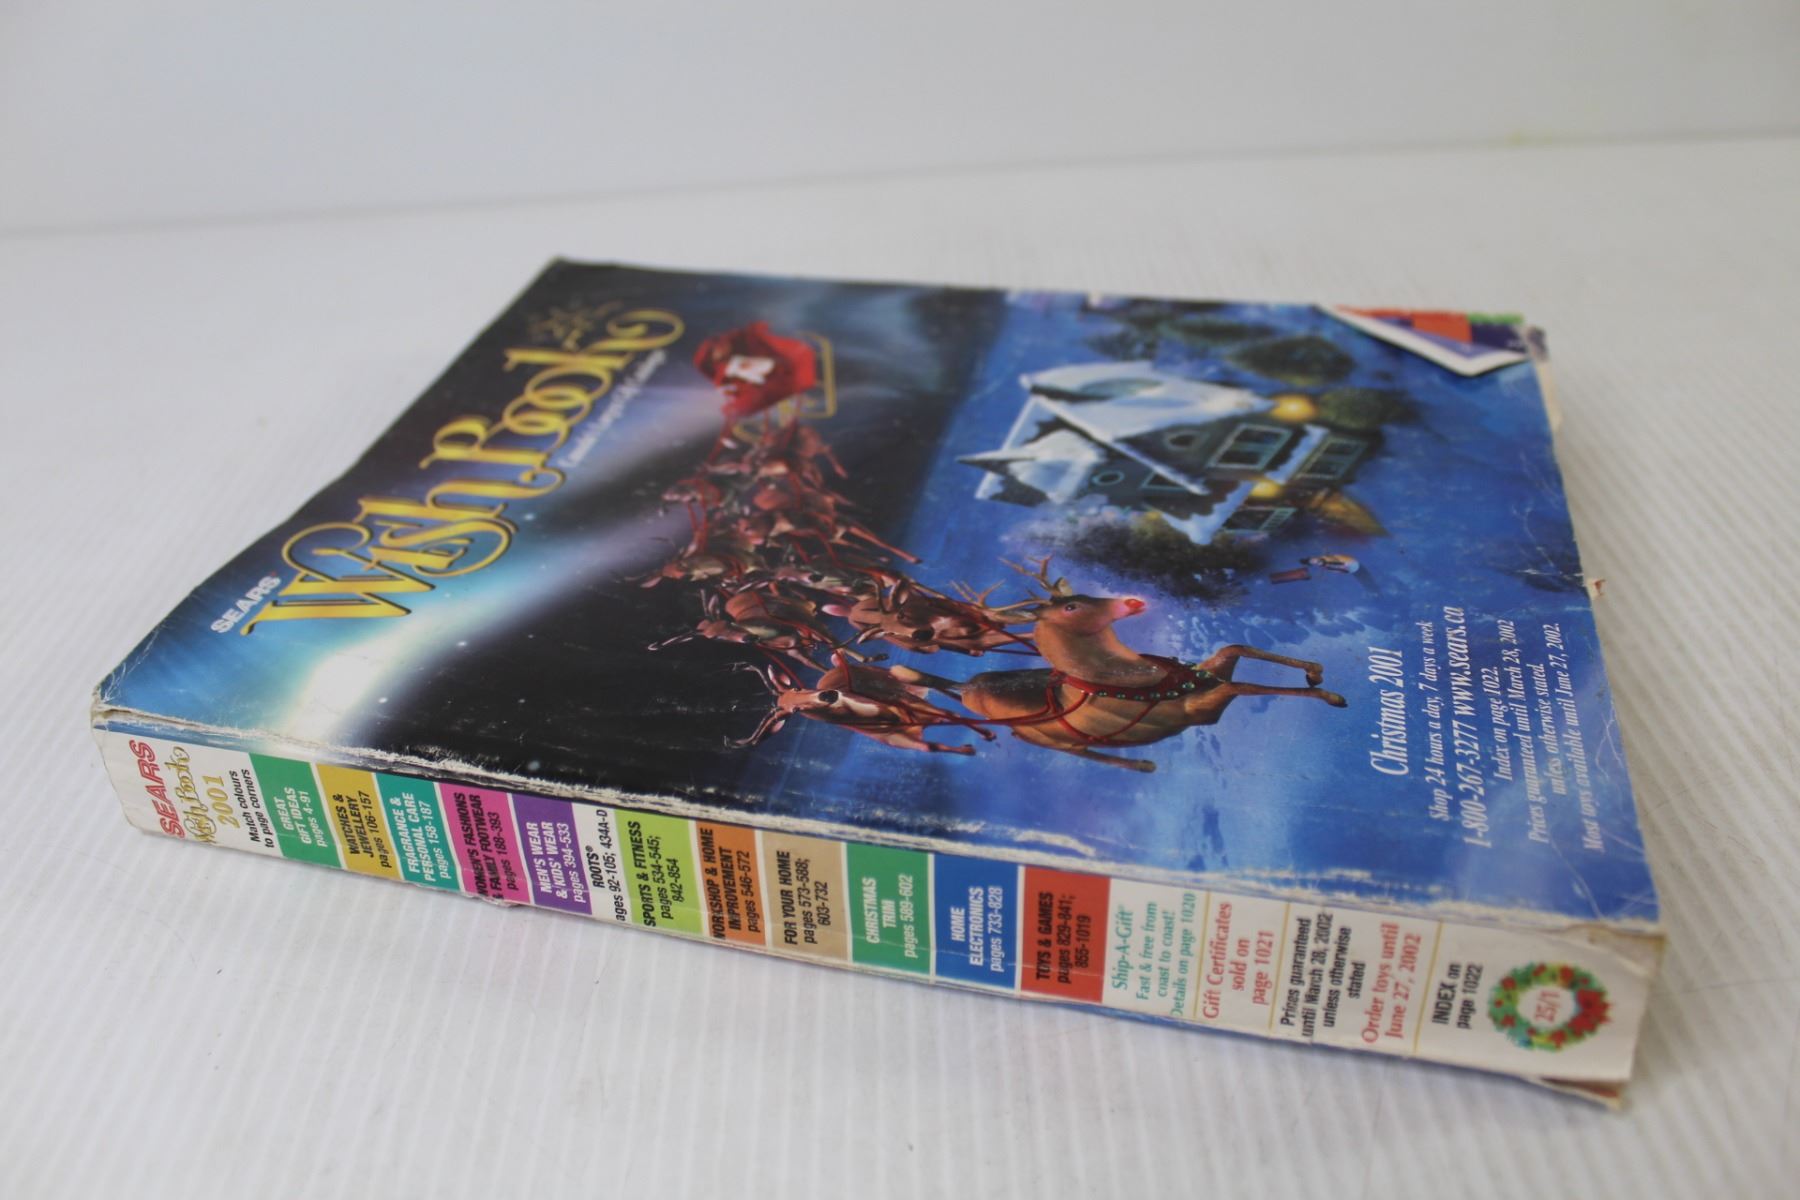 SEARS
Wish Book
Canada's
of
Christmas 2001
Shop 24 hours a day, 7 days a week
1-800-267-3277 www.sears.ca
Index on page 1022.
Prices guaranteed until March 28, 2002
unless otherwise stated.
Most toys available until June 27, 2002.
SEARS
Wish Book
2001
Match colours
to page corners
GREAT
GIFT IDEAS
pages 4-91
WATCHES &
JEWELLERY
pages 106-157
FRAGRANCE &
PERSONAL CARE
pages 158-187
WOMEN'S FASHIONS
& FAMILY FOOTWEAR
pages 188-393
MEN'S WEAR
& KIDS' WEAR
pages 394-533
ROOTS®
ages 92-105; 434A-D
SPORTS & FITNESS
pages 534-545;
842-854
WORKSHOP & HOME
IMPROVEMENT
pages 546-572
FOR YOUR HOME
pages 573-588;
603-732
CHRISTMAS
TRIM
pages 589-602
HOME
ELECTRONICS
pages 733-828
TOYS & GAMES
pages 829-841;
855-1019
Ship-A-Gift®
Fast & free from
coast to coast!
Details on page 1020
Gift Certificates
sold on
page 1021
Prices guaranteed
until March 28, 2002
unless otherwise
stated
Order toys until
June 27, 2002
INDEX on
page 1022
25/1